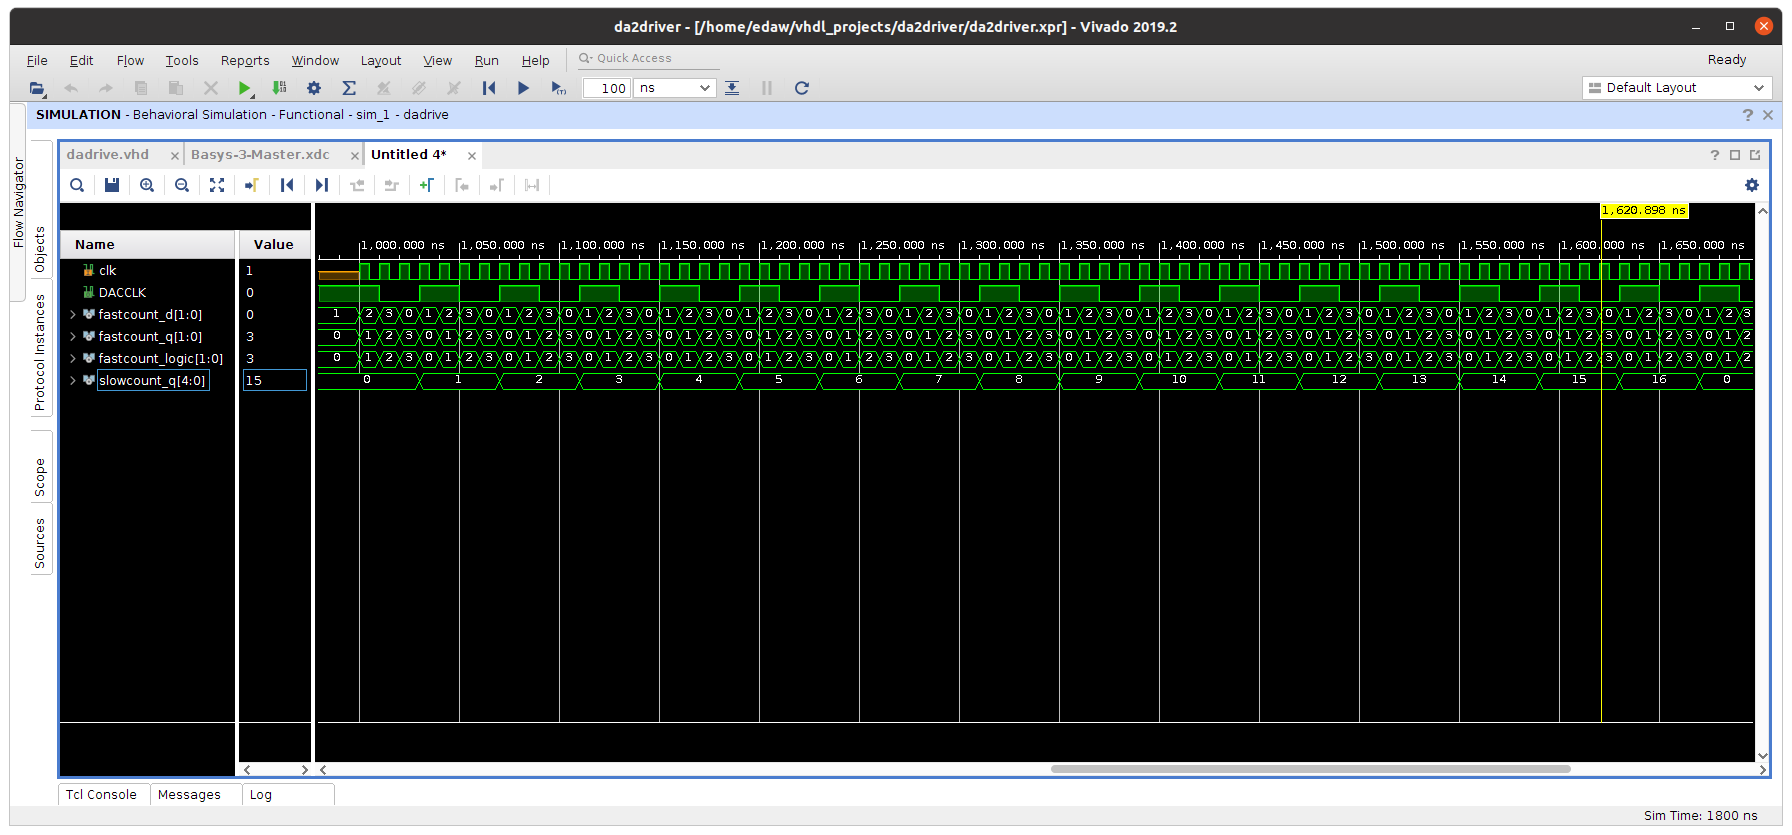 da2driver - [/home/edaw/vhdl_projects/da2driver/da2driver.xpr] - Vivado 2019.2
File Edit Flow Tools Reports Window Layout View Run Help Quick Access Ready
100 ns Default Layout
SIMULATION - Behavioral Simulation - Functional - sim_1 - dadrive
Flow Navigator
Objects
Protocol Instances
Scope
Sources
dadrive.vhd Basys-3-Master.xdc Untitled 4*
1,620.898 ns
Name Value 1,000.000 ns 1,050.000 ns 1,100.000 ns 1,150.000 ns 1,200.000 ns 1,250.000 ns 1,300.000 ns 1,350.000 ns 1,400.000 ns 1,450.000 ns 1,500.000 ns 1,550.000 ns 1,600.000 ns 1,650.000 ns
clk 1
DACCLK 0
fastcount_d[1:0] 0 1 2 3 0 1 2 3 0 1 2 3 0 1 2 3 0 1 2 3 0 1 2 3 0 1 2 3 0 1 2 3 0 1 2 3 0 1 2 3 0 1 2 3 0 1 2 3 0 1 2 3 0 1 2 3 0 1 2 3 0 1 2 3 0 1 2 3 0 1 2 3
fastcount_q[1:0] 3 0 1 2 3 0 1 2 3 0 1 2 3 0 1 2 3 0 1 2 3 0 1 2 3 0 1 2 3 0 1 2 3 0 1 2 3 0 1 2 3 0 1 2 3 0 1 2 3 0 1 2 3 0 1 2 3 0 1 2 3 0 1 2 3 0 1 2 3 0 1 2
fastcount_logic[1:0] 3 0 1 2 3 0 1 2 3 0 1 2 3 0 1 2 3 0 1 2 3 0 1 2 3 0 1 2 3 0 1 2 3 0 1 2 3 0 1 2 3 0 1 2 3 0 1 2 3 0 1 2 3 0 1 2 3 0 1 2 3 0 1 2 3 0 1 2 3 0 1 2
slowcount_q[4:0] 15 0 1 2 3 4 5 6 7 8 9 10 11 12 13 14 15 16 0
Tcl Console Messages Log
Sim Time: 1800 ns